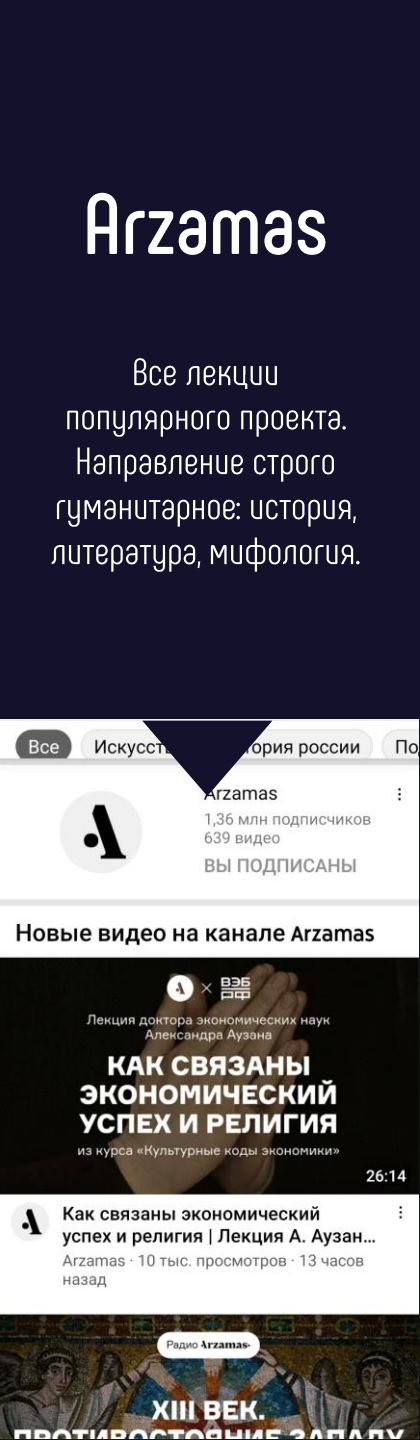 Arzamas
Все лекции
популярного проекта.
Направление строго
гуманитарное: история,
литература, мифология.
Все
россии
Arzamas
1,36 млн подписчиков
639 видео
ВЫ ПОДПИСАНЫ
Новые видео на канале Arzamas
× ВЭБ
РФ
Лекция доктора экономических наук
Александра Аузана
КАК СВЯЗАНЫ
ЭКОНОМИЧЕСКИЙ
УСПЕХ И РЕЛИГИЯ
из курса «Культурные коды экономики»
26:14
Как связаны экономический
успех и религия | Лекция А. Аузан...
Arzamas · 10 тыс. просмотров · 13 часов
назад
Радио Arzamas
XIII ВЕК.
ПРОТИВОСТОЯНИЕ ЗАПАДУ